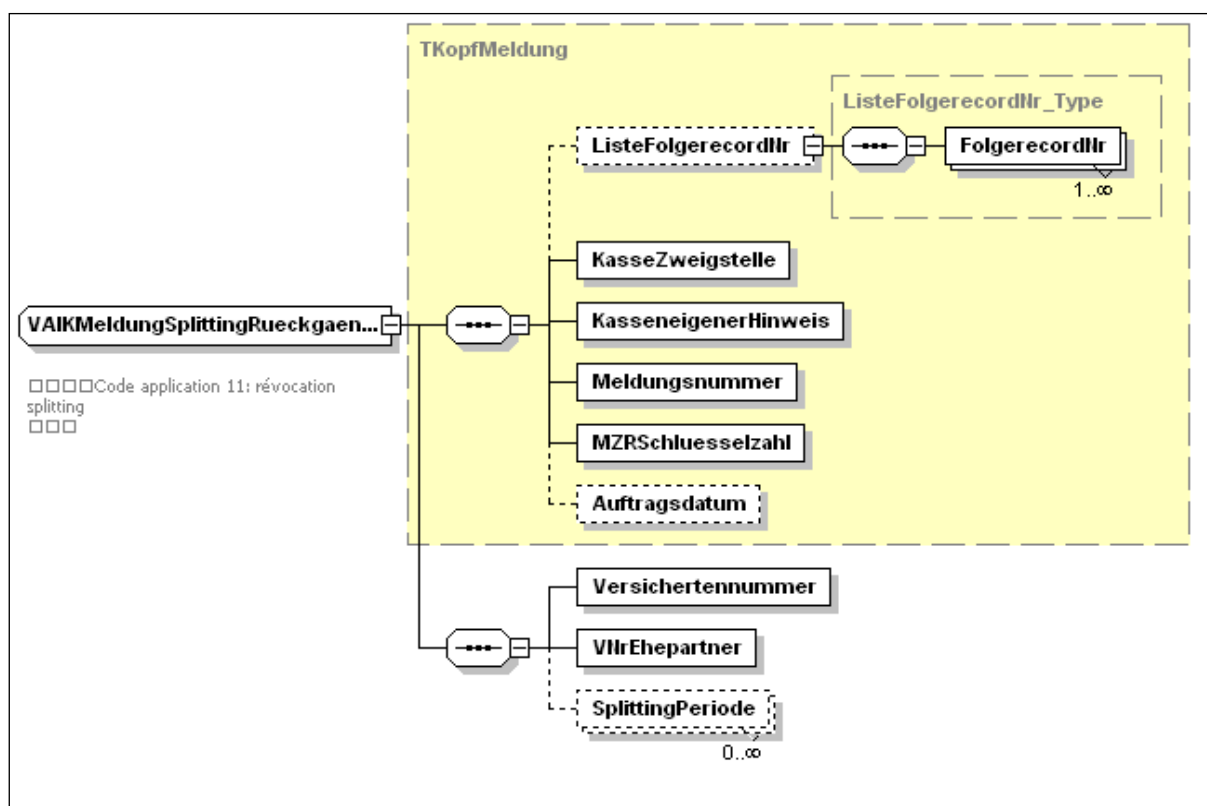 TKopfMeldung
ListeFolgerecordNr_Type
ListeFolgerecordNr
FolgerecordNr
1..∞
KasseZweigstelle
VAIKMeldungSplittingRueckgaen...
KasseneigenerHinweis
Meldungsnummer
□□□□Code application 11: révocation
splitting
□□□
MZRSchluesselzahl
Auftragsdatum
Versichertennummer
VNrEhepartner
SplittingPeriode
0..∞